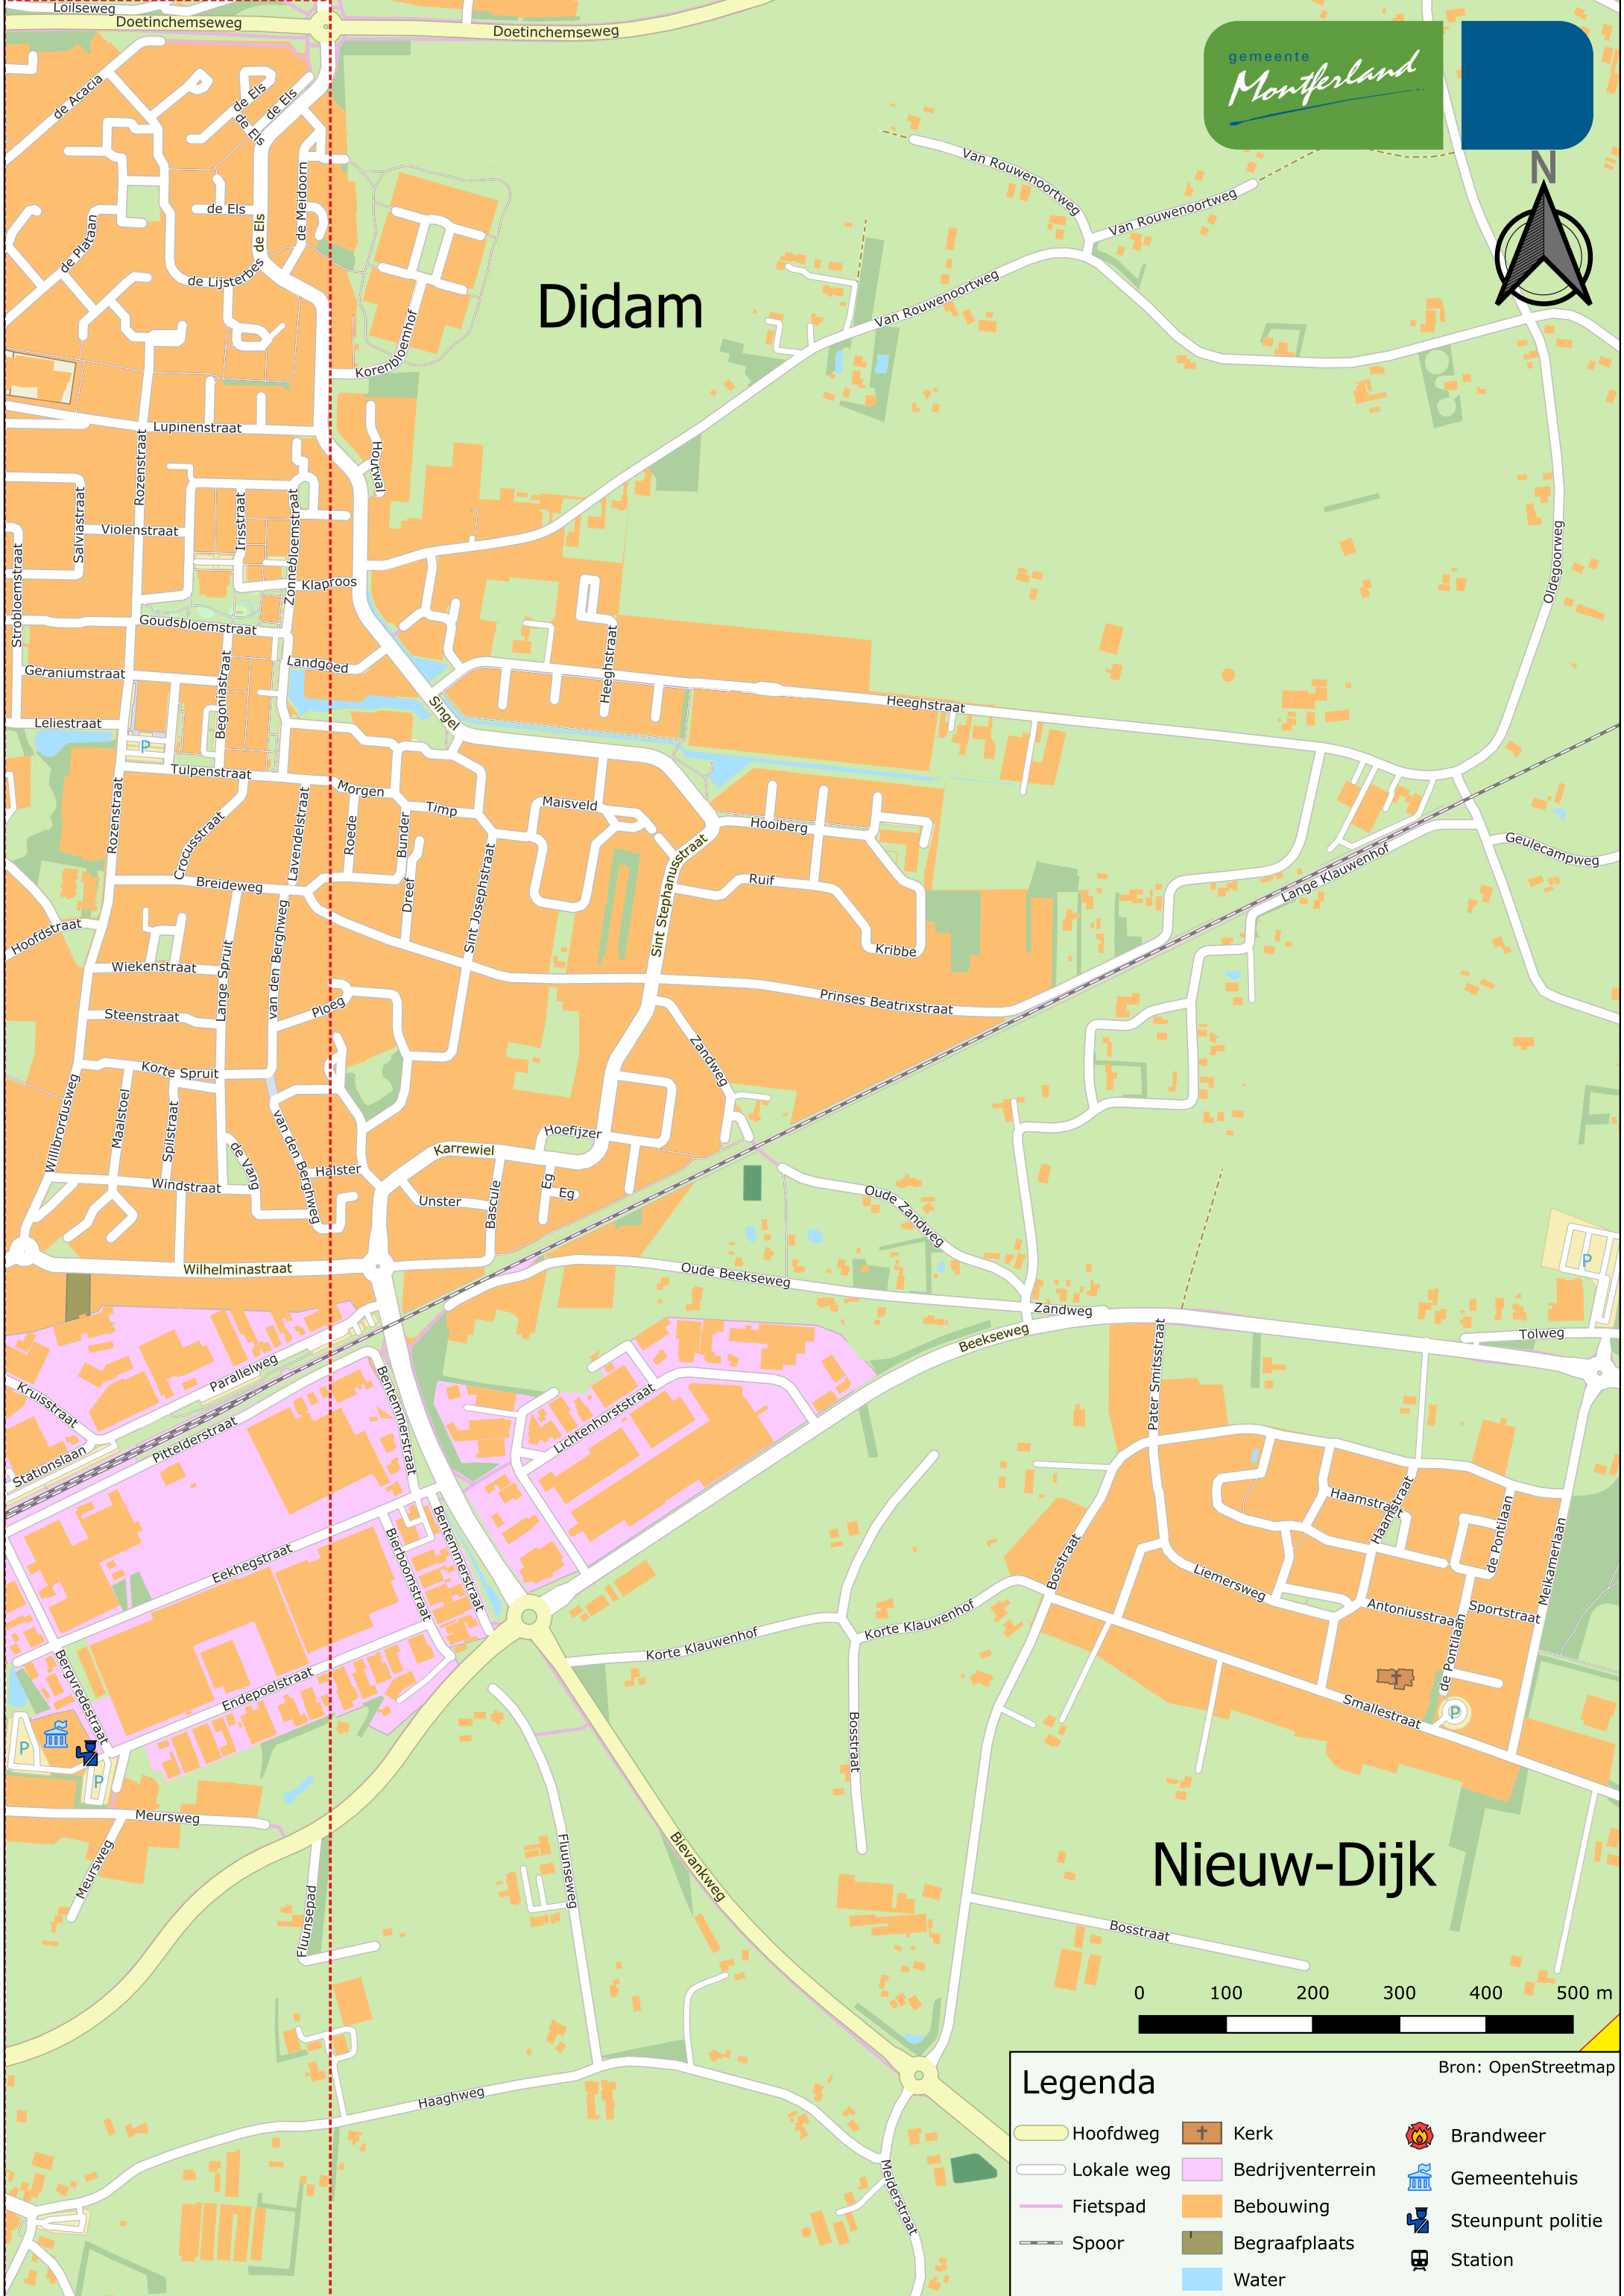 Loilseweg
Doetinchemseweg
Doetinchemseweg
gemeente
Montferland
N
de Acacia
de Els
de Els
de Els
de Meidoorn
de Els
de Els
de Plataan
de Lijsterbes
Van Rouwenoortweg
Van Rouwenoortweg
Van Rouwenoortweg
Didam
Korenbloemhof
Lupinenstraat
Rozenstraat
Houtwal
Salviastraat
Violenstraat
Irisstraat
Zonnebloemstraat
Strobloemstraat
Klaproos
Oldegoorweg
Goudsbloemstraat
Geraniumstraat
Landgoed
Begoniastraat
Heeghstraat
Heeghstraat
Leliestraat
Singel
P
Tulpenstraat
Morgen
Timp
Maisveld
Hooiberg
Rozenstraat
Crocusstraat
Lavendelstraat
Roede
Bunder
Geulecampweg
Lange Klauwenhof
Breideweg
Dreef
Sint Josephstraat
Sint Stephanusstraat
Ruif
Kribbe
Hoofdstraat
Wiekenstraat
Lange Spruit
van den Berghweg
Prinses Beatrixstraat
Steenstraat
Ploeg
Zandweg
Korte Spruit
Willibrordusweg
Maalstoel
Spilstraat
de Vang
van den Berghweg
Hoefijzer
Karrewiel
Halster
Windstraat
Unster
Bascule
Eg
Eg
Oude Zandweg
Wilhelminastraat
Oude Beekseweg
P
Zandweg
Beekseweg
Tolweg
Pater Smitsstraat
Parallelweg
Kruisstraat
Bentemmerstraat
Lichtenhorststraat
Pittelderstraat
Stationslaan
Haamstraat
Haamstraat
de Pontilaan
Bentemmerstraat
Bierboomstraat
Eekhegstraat
Bosstraat
Liemersweg
Meikamerlaan
Antoniusstraat
Sportstraat
Korte Klauwenhof
Korte Klauwenhof
de Pontilaan
Bergvredestraat
Endepoelstraat
Smallestraat
P
P
P
Bosstraat
Meursweg
Meursweg
Fluunseweg
Bievankweg
Nieuw-Dijk
Fluunsepad
Bosstraat
0 100 200 300 400 500 m
Haaghweg
Melderstraat
Bron: OpenStreetmap
Legenda
Hoofdweg
Lokale weg
Fietspad
Spoor
Kerk
Bedrijventerrein
Bebouwing
Begraafplaats
Water
Brandweer
Gemeentehuis
Steunpunt politie
Station